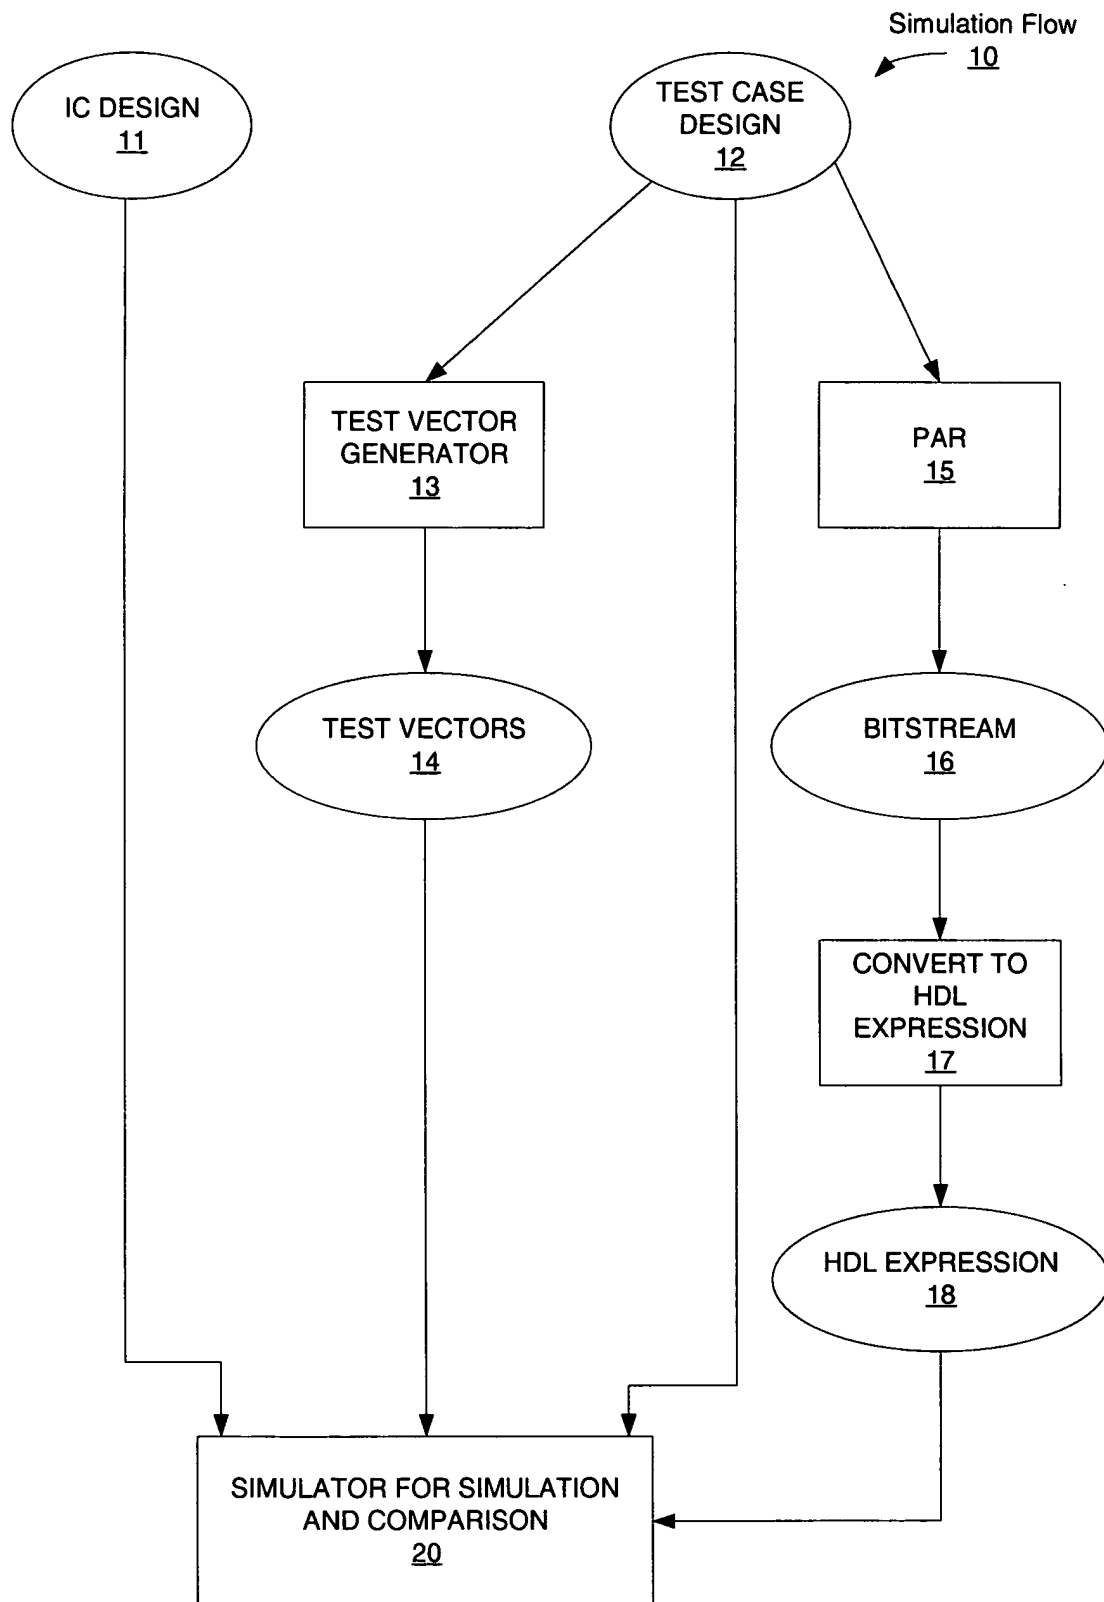 Simulation Flow
10
IC DESIGN
11
TEST CASE
DESIGN
12
TEST VECTOR
GENERATOR
13
PAR
15
TEST VECTORS
14
BITSTREAM
16
CONVERT TO
HDL
EXPRESSION
17
HDL EXPRESSION
18
SIMULATOR FOR SIMULATION
AND COMPARISON
20